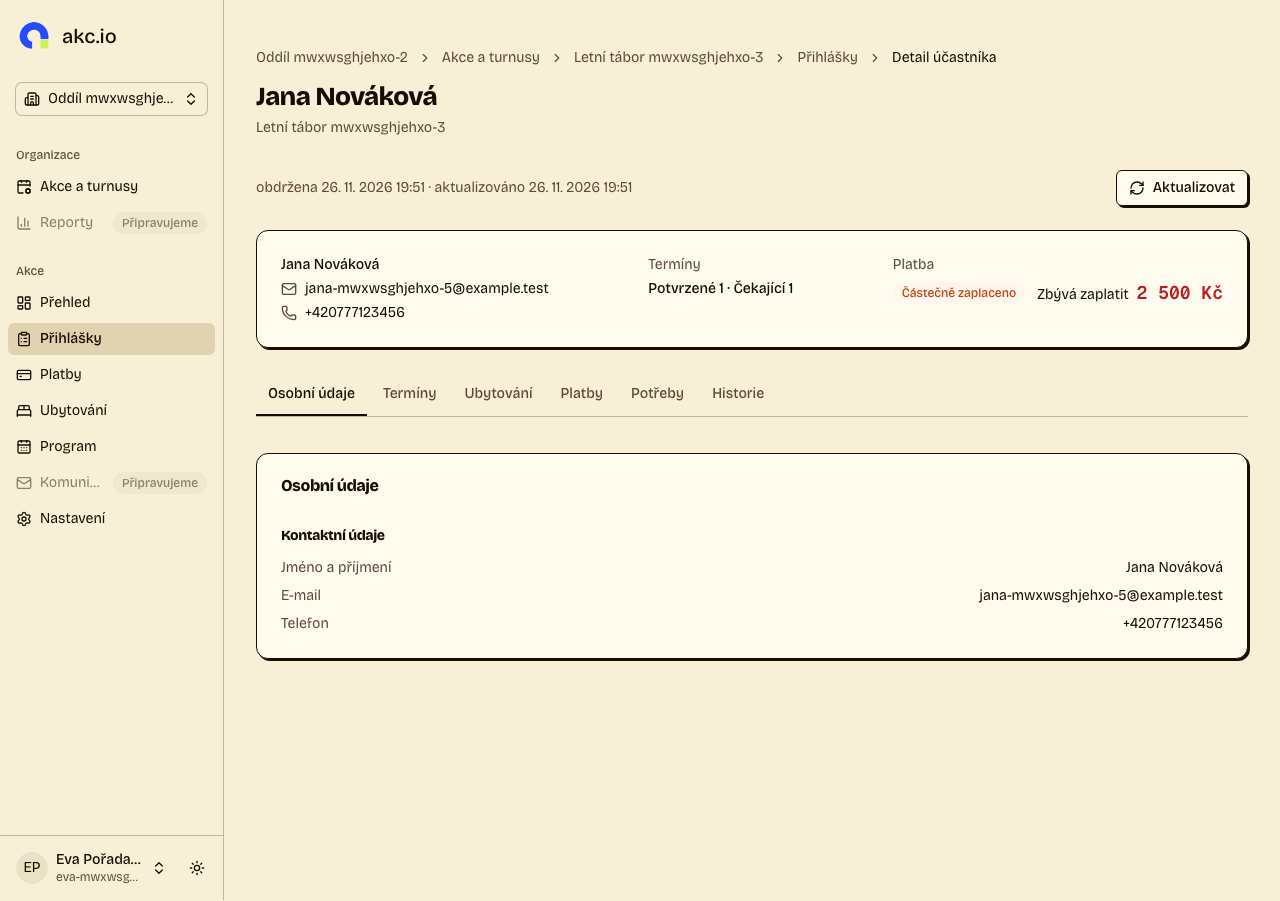 akc.io
Oddíl mwxwsghje...
Organizace
Akce a turnusy
Reporty
Připravujeme
Akce
Přehled
Přihlášky
Platby
Ubytování
Program
Komuni...
Připravujeme
Nastavení
EP
Eva Pořada...
eva-mwxwsg...
Oddíl mwxwsghjehxo-2 > Akce a turnusy > Letní tábor mwxwsghjehxo-3 > Přihlášky > Detail účastníka
Jana Nováková
Letní tábor mwxwsghjehxo-3
obdržena 26. 11. 2026 19:51 · aktualizováno 26. 11. 2026 19:51
Aktualizovat
Jana Nováková
jana-mwxwsghjehxo-5@example.test
+420777123456
Termíny
Potvrzené 1 · Čekající 1
Platba
Částečně zaplaceno Zbývá zaplatit 2 500 Kč
Osobní údaje Termíny Ubytování Platby Potřeby Historie
Osobní údaje
Kontaktní údaje
Jméno a příjmení Jana Nováková
E-mail jana-mwxwsghjehxo-5@example.test
Telefon +420777123456